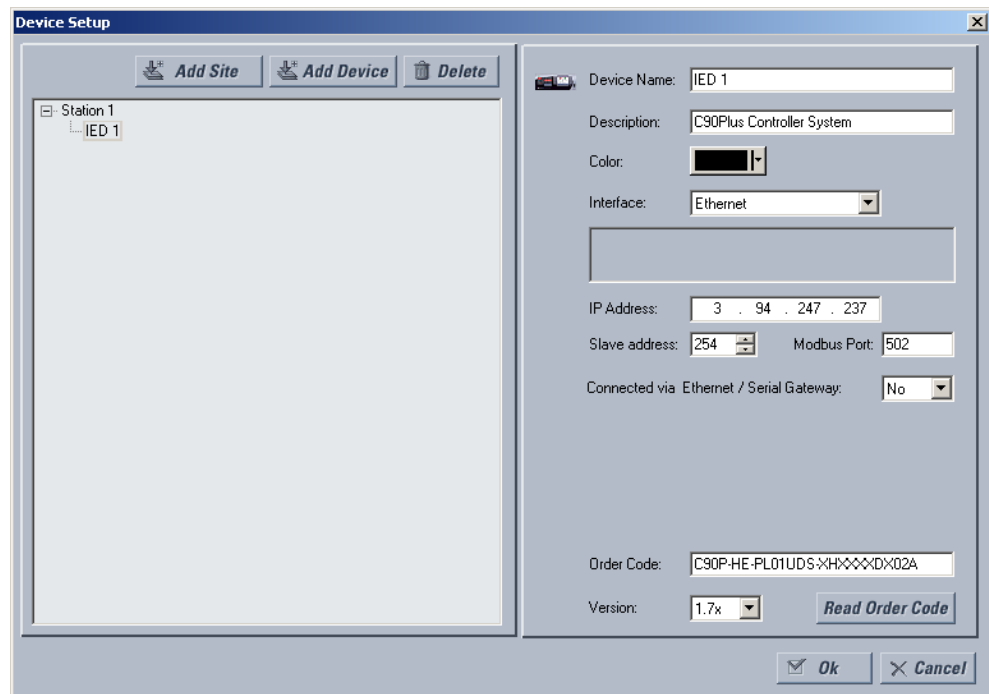 Device Setup
Add Site Add Device Delete
Station 1
IED 1
Device Name: IED 1
Description: C90Plus Controller System
Color:
Interface: Ethernet
IP Address: 3 . 94 . 247 . 237
Slave address: 254 Modbus Port: 502
Connected via Ethernet / Serial Gateway: No
Order Code: C90P-HE-PL01UDS-XHXXXXDX02A
Version: 1.7x Read Order Code
Ok Cancel